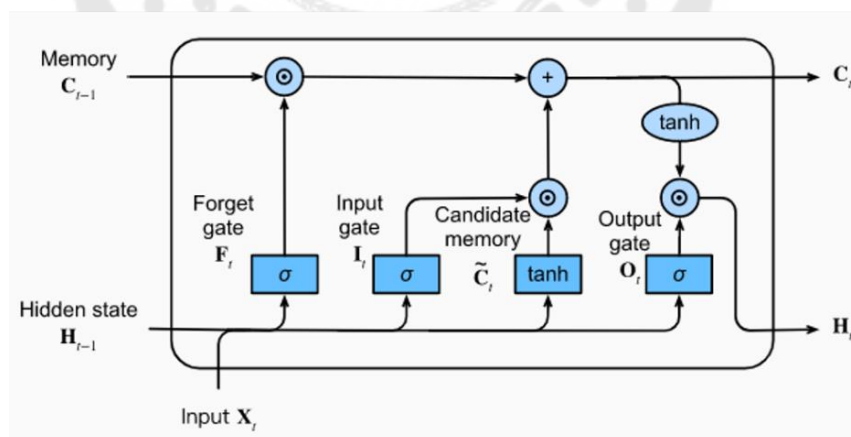 Memory
C_{t-1}
C_t
tanh
+
Forget
gate
F_t
Input
gate
I_t
Candidate
memory
C̃_t
Output
gate
O_t
σ
σ
tanh
σ
Hidden state
H_{t-1}
H_t
Input X_t